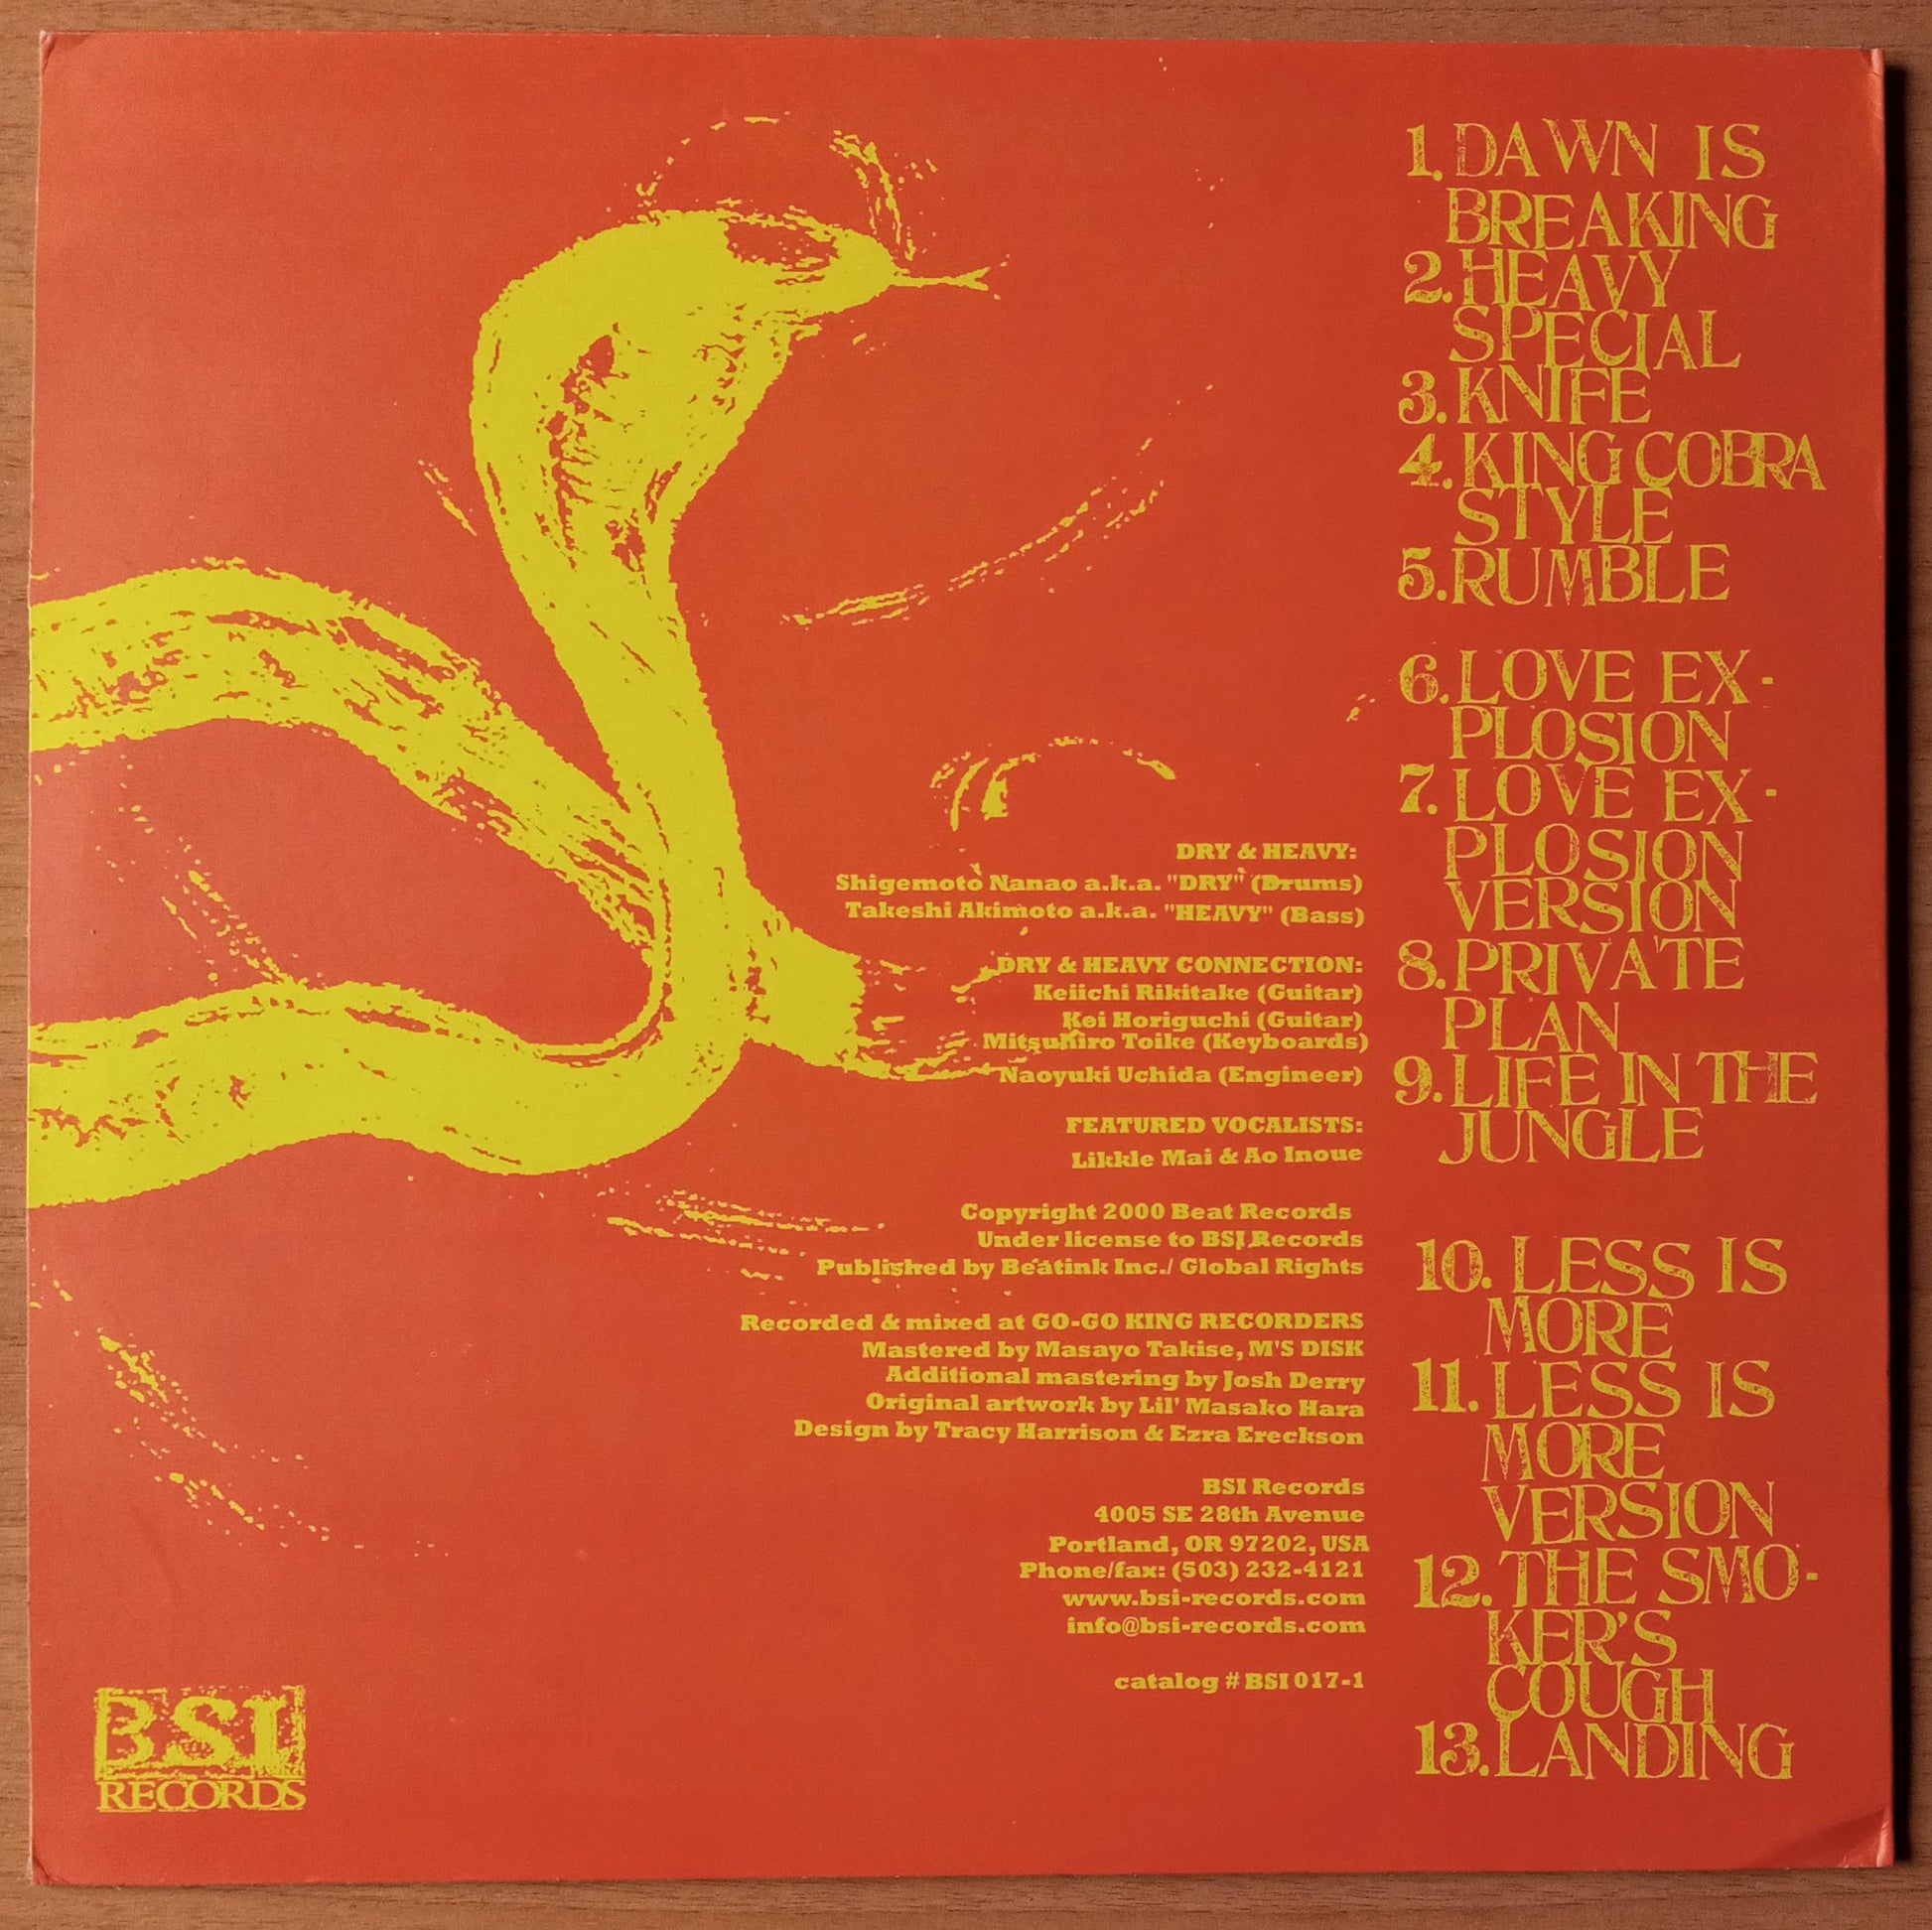 1. DAWN IS
BREAKING
2. HEAVY
SPECIAL
3. KNIFE
4. KING COBRA
STYLE
5. RUMBLE
6. LOVE EX-
PLOSION
7. LOVE EX-
PLOSION
VERSION
8. PRIVATE
PLAN
9. LIFE IN THE
JUNGLE
10. LESS IS
MORE
11. LESS IS
MORE
VERSION
12. THE SMO-
KER'S
COUGH
13. LANDING
DRY & HEAVY:
Shigemoto Nanao a.k.a. "DRY" (Drums)
Takeshi Akimoto a.k.a. "HEAVY" (Bass)
DRY & HEAVY CONNECTION:
Keiichi Rikitake (Guitar)
Kei Horiguchi (Guitar)
Mitsuhiro Toike (Keyboards)
Naoyuki Uchida (Engineer)
FEATURED VOCALISTS:
Likkle Mai & Ao Inoue
Copyright 2000 Beat Records
Under license to BSI Records
Published by Beatink Inc./ Global Rights
Recorded & mixed at GO-GO KING RECORDERS
Mastered by Masayo Takise, M'S DISK
Additional mastering by Josh Derry
Original artwork by Lil' Masako Hara
Design by Tracy Harrison & Ezra Ereckson
BSI Records
4005 SE 28th Avenue
Portland, OR 97202, USA
Phone/fax: (503) 232-4121
www.bsi-records.com
info@bsi-records.com
catalog # BSI 017-1
BSI
RECORDS